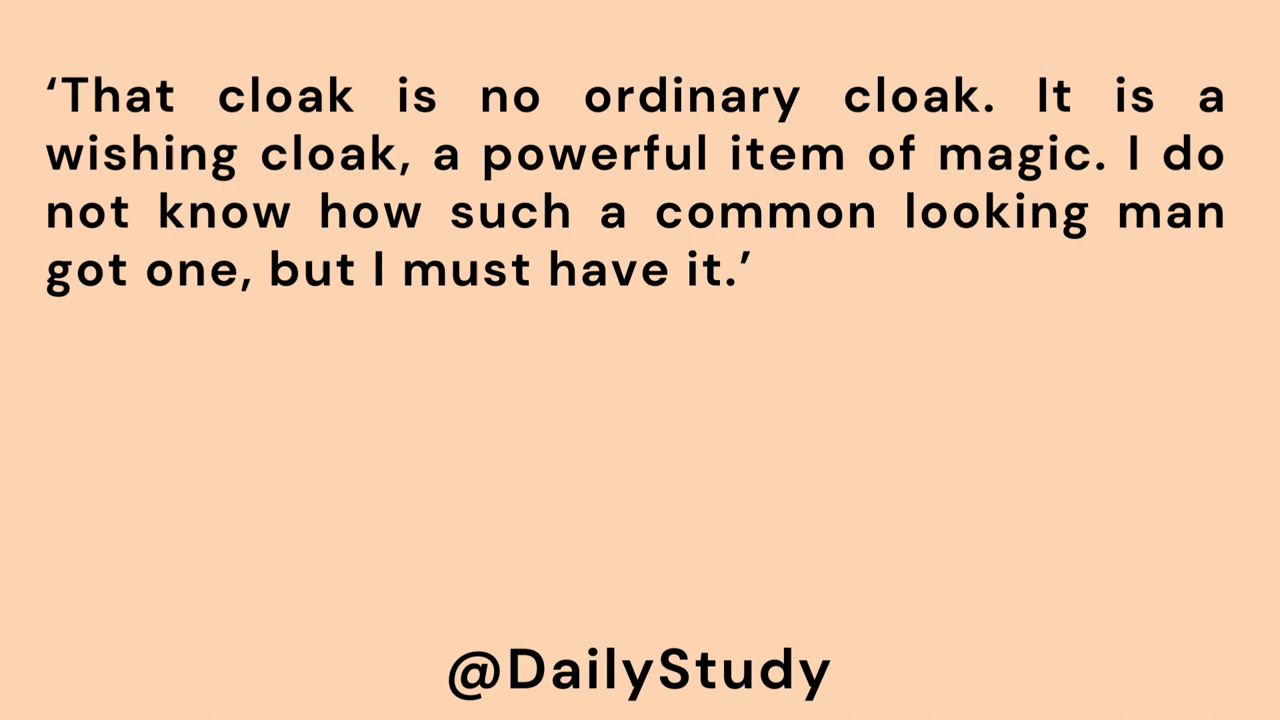 ‘That cloak is no ordinary cloak. It is a
wishing cloak, a powerful item of magic. I do
not know how such a common looking man
got one, but I must have it.’
@DailyStudy